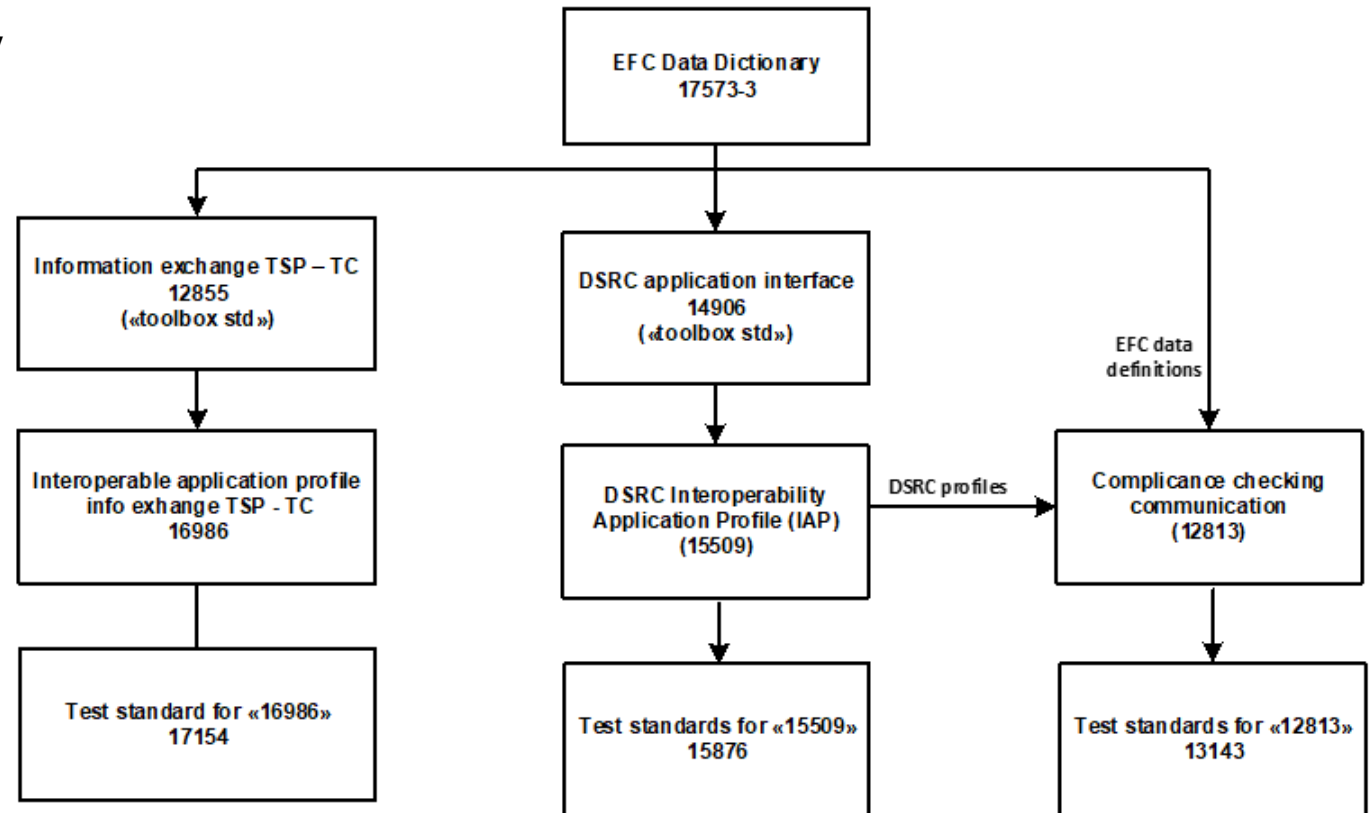 EFC Data Dictionary
17573-3
Information exchange TSP – TC
12855
(«toolbox std»)
DSRC application interface
14906
(«toolbox std»)
EFC data
definitions
Interoperable application profile
info exhange TSP - TC
16986
DSRC Interoperability
Application Profile (IAP)
(15509)
DSRC profiles
Complicance checking
communication
(12813)
Test standard for «16986»
17154
Test standards for «15509»
15876
Test standards for «12813»
13143